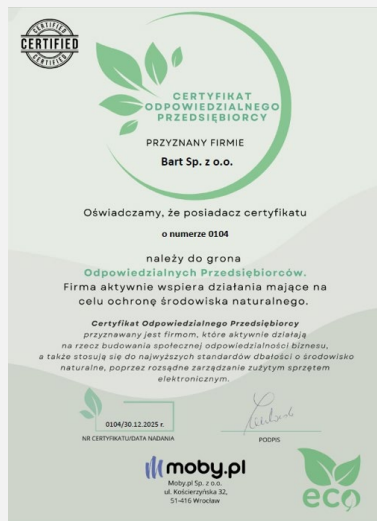 CERTIFIED
CERTIFIED
CERTIFIED
CERTYFIKAT
ODPOWIEDZIALNEGO
PRZEDSIĘBIORCY
PRZYZNANY FIRMIE
Bart Sp. z o.o.
Oświadczamy, że posiadacz certyfikatu
o numerze 0104
należy do grona
Odpowiedzialnych Przedsiębiorców.
Firma aktywnie wspiera działania mające na
celu ochronę środowiska naturalnego.
Certyfikat Odpowiedzialnego Przedsiębiorcy
przyznawany jest firmom, które aktywnie działają
na rzecz budowania społecznej odpowiedzialności biznesu,
a także stosują się do najwyższych standardów dbałości o środowisko
naturalne, poprzez rozsądne zarządzanie zużytym sprzętem
elektronicznym.
0104/30.12.2025 r.
NR CERTYFIKATU/DATA NADANIA
PODPIS
moby.pl
Moby.pl Sp. z o.o.
ul. Kościerzyńska 32,
51-416 Wrocław
eco